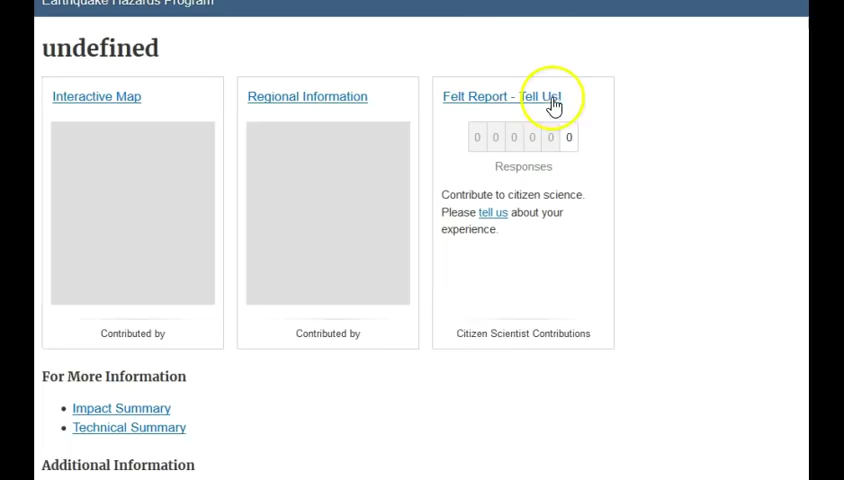 Earthquake Hazards Program
undefined
Interactive Map
Regional Information
Felt Report - Tell Us!
0 0 0 0 0 0
Responses
Contribute to citizen science.
Please tell us about your
experience.
Contributed by
Contributed by
Citizen Scientist Contributions
For More Information
Impact Summary
Technical Summary
Additional Information